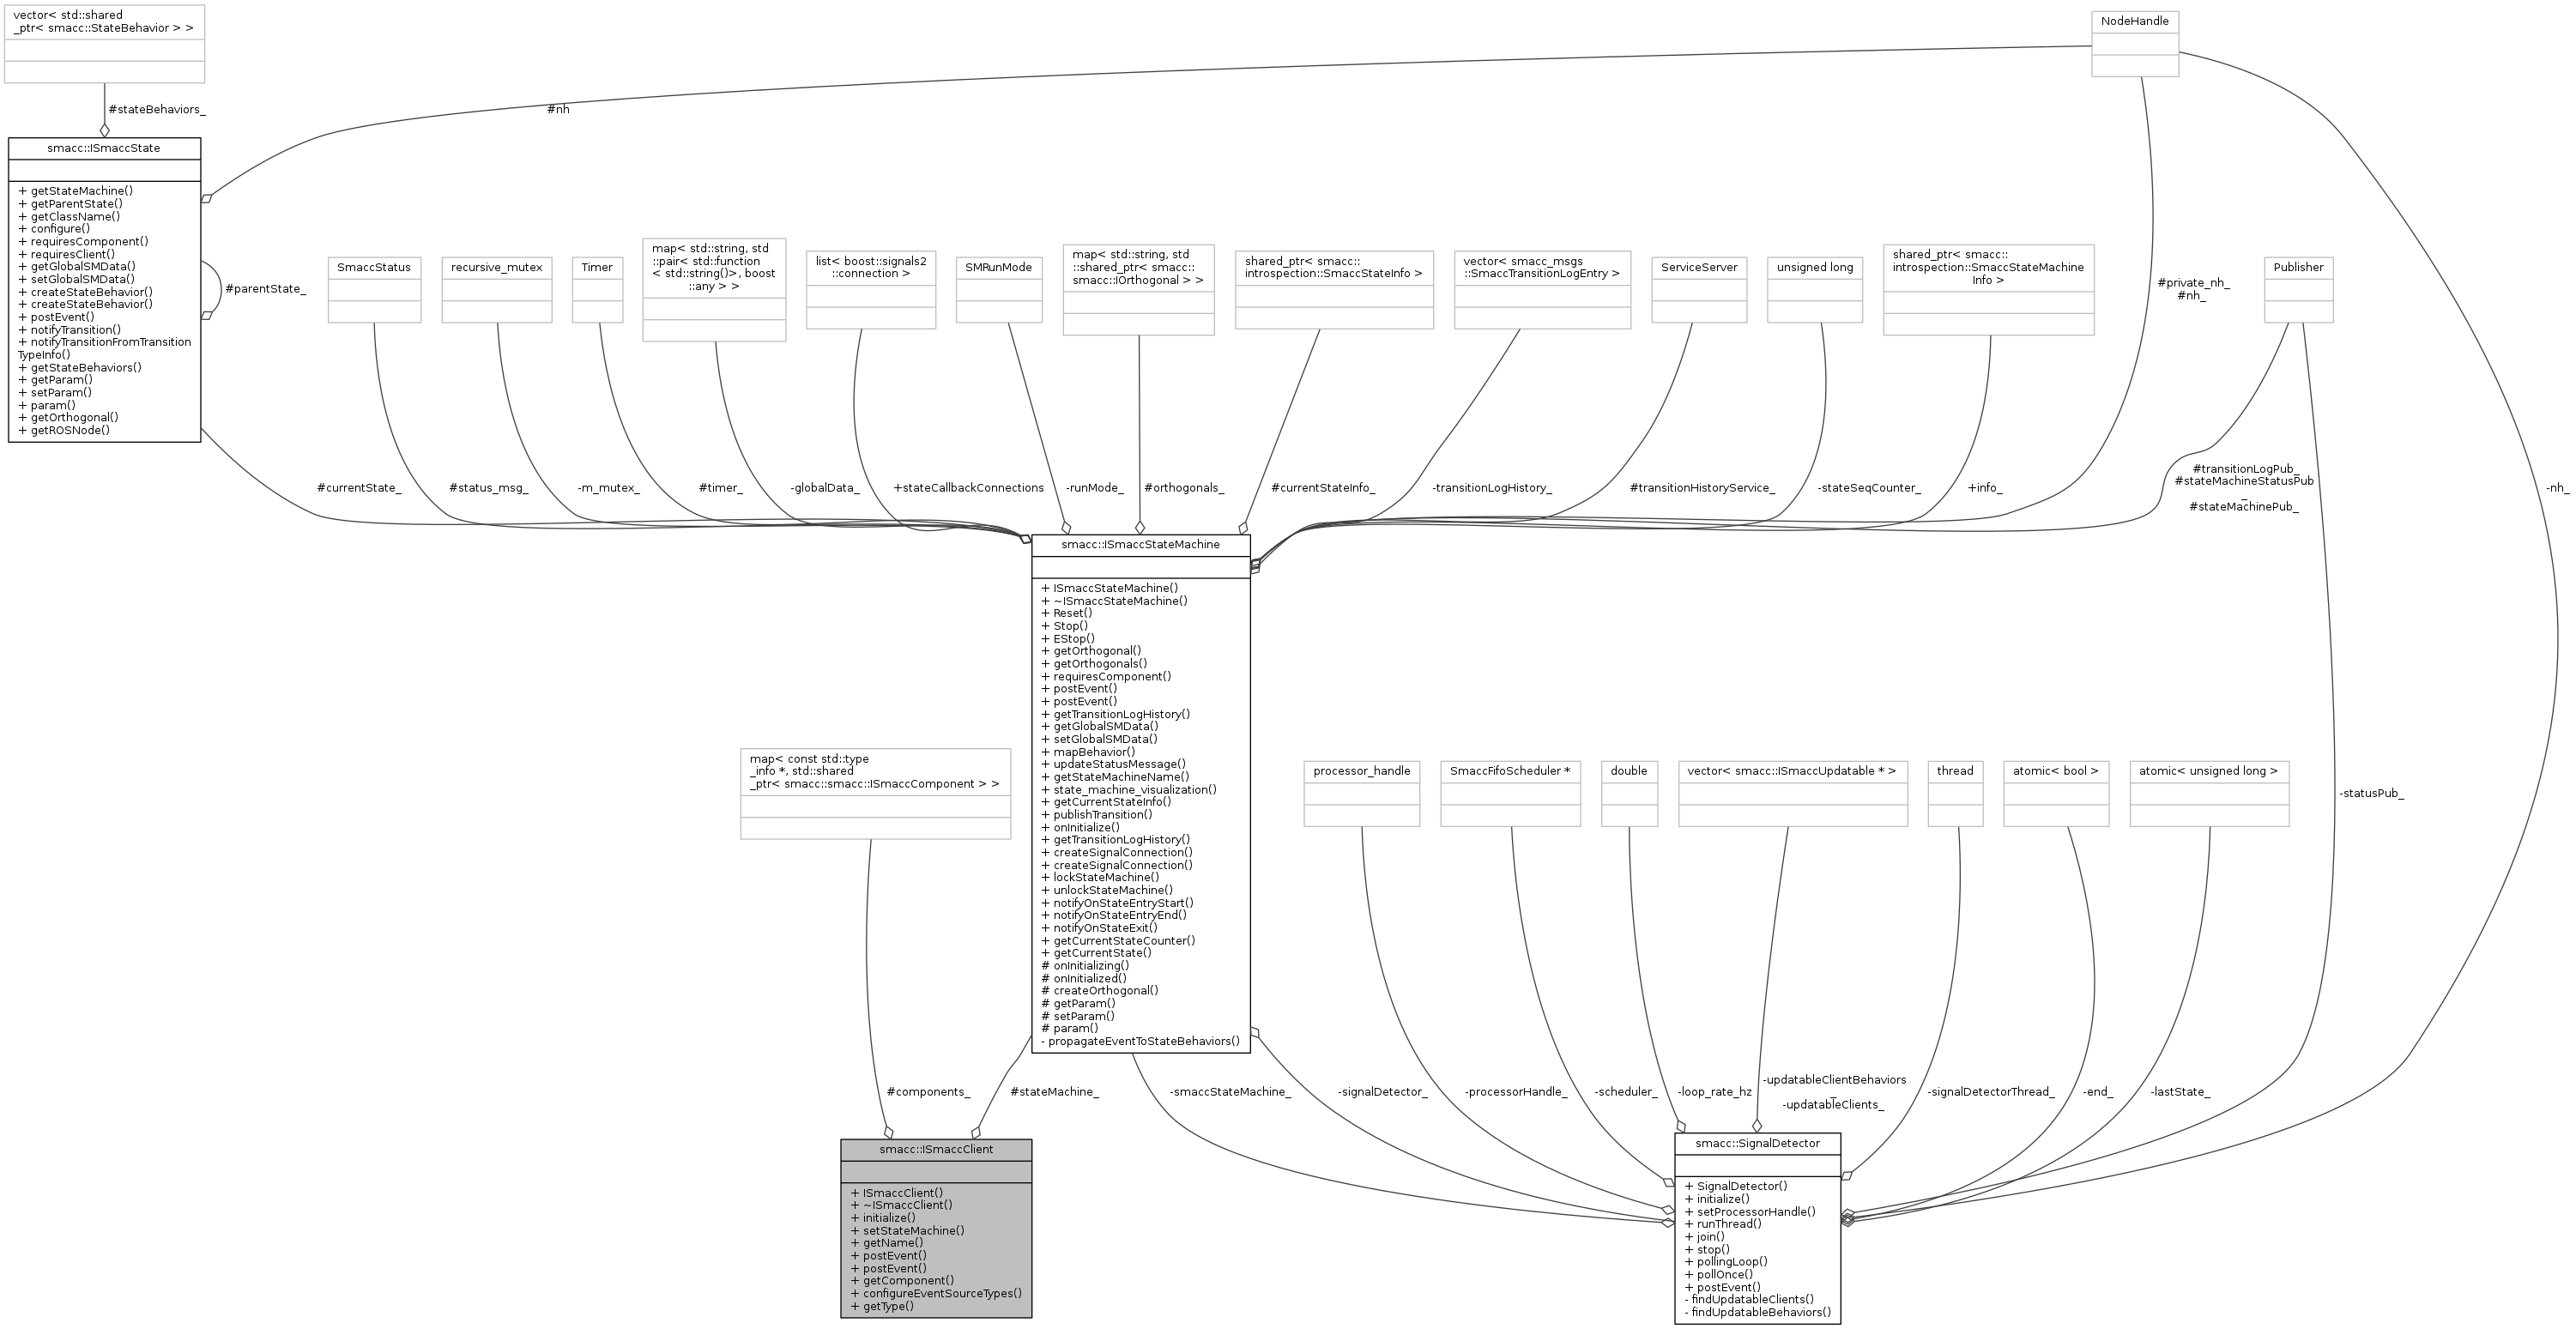 vector< std::shared
_ptr< smacc::StateBehavior > >
NodeHandle
#stateBehaviors_
#nh
smacc::ISmaccState
+ getStateMachine()
+ getParentState()
+ getClassName()
+ configure()
+ requiresComponent()
+ requiresClient()
+ getGlobalSMData()
+ setGlobalSMData()
+ createStateBehavior()
+ createStateBehavior()
+ postEvent()
+ notifyTransition()
+ notifyTransitionFromTransition
TypeInfo()
+ getStateBehaviors()
+ getParam()
+ setParam()
+ param()
+ getOrthogonal()
+ getROSNode()
#parentState_
SmaccStatus
recursive_mutex
Timer
map< std::string, std
::pair< std::function
< std::string()>, boost
::any > >
list< boost::signals2
::connection >
SMRunMode
map< std::string, std
::shared_ptr< smacc::
smacc::IOrthogonal > >
shared_ptr< smacc::
introspection::SmaccStateInfo >
vector< smacc_msgs
::SmaccTransitionLogEntry >
ServiceServer
unsigned long
shared_ptr< smacc::
introspection::SmaccStateMachine
Info >
#private_nh_
#nh_
Publisher
#currentState_
#status_msg_
-m_mutex_
#timer_
-globalData_
+stateCallbackConnections
-runMode_
#orthogonals_
#currentStateInfo_
-transitionLogHistory_
#transitionHistoryService_
-stateSeqCounter_
+info_
#transitionLogPub_
#stateMachineStatusPub
_
#stateMachinePub_
-nh_
smacc::ISmaccStateMachine
+ ISmaccStateMachine()
+ ~ISmaccStateMachine()
+ Reset()
+ Stop()
+ EStop()
+ getOrthogonal()
+ getOrthogonals()
+ requiresComponent()
+ postEvent()
+ postEvent()
+ getTransitionLogHistory()
+ getGlobalSMData()
+ setGlobalSMData()
+ mapBehavior()
+ updateStatusMessage()
+ getStateMachineName()
+ state_machine_visualization()
+ getCurrentStateInfo()
+ publishTransition()
+ onInitialize()
+ getTransitionLogHistory()
+ createSignalConnection()
+ createSignalConnection()
+ lockStateMachine()
+ unlockStateMachine()
+ notifyOnStateEntryStart()
+ notifyOnStateEntryEnd()
+ notifyOnStateExit()
+ getCurrentStateCounter()
+ getCurrentState()
# onInitializing()
# onInitialized()
# createOrthogonal()
# getParam()
# setParam()
# param()
- propagateEventToStateBehaviors()
map< const std::type
_info *, std::shared
_ptr< smacc::smacc::ISmaccComponent > >
processor_handle
SmaccFifoScheduler *
double
vector< smacc::ISmaccUpdatable * >
thread
atomic< bool >
atomic< unsigned long >
-statusPub_
#components_
#stateMachine_
-smaccStateMachine_
-signalDetector_
-processorHandle_
-scheduler_
-loop_rate_hz
-updatableClientBehaviors
_
-updatableClients_
-signalDetectorThread_
-end_
-lastState_
smacc::ISmaccClient
+ ISmaccClient()
+ ~ISmaccClient()
+ initialize()
+ setStateMachine()
+ getName()
+ postEvent()
+ postEvent()
+ getComponent()
+ configureEventSourceTypes()
+ getType()
smacc::SignalDetector
+ SignalDetector()
+ initialize()
+ setProcessorHandle()
+ runThread()
+ join()
+ stop()
+ pollingLoop()
+ pollOnce()
+ postEvent()
- findUpdatableClients()
- findUpdatableBehaviors()